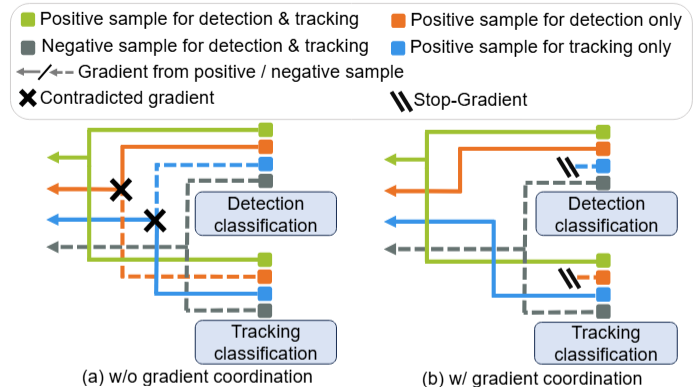 Positive sample for detection & tracking
Positive sample for detection only
Negative sample for detection & tracking
Positive sample for tracking only
Gradient from positive / negative sample
Contradicted gradient
Stop-Gradient
Detection
classification
Tracking
classification
(a) w/o gradient coordination
Detection
classification
Tracking
classification
(b) w/ gradient coordination